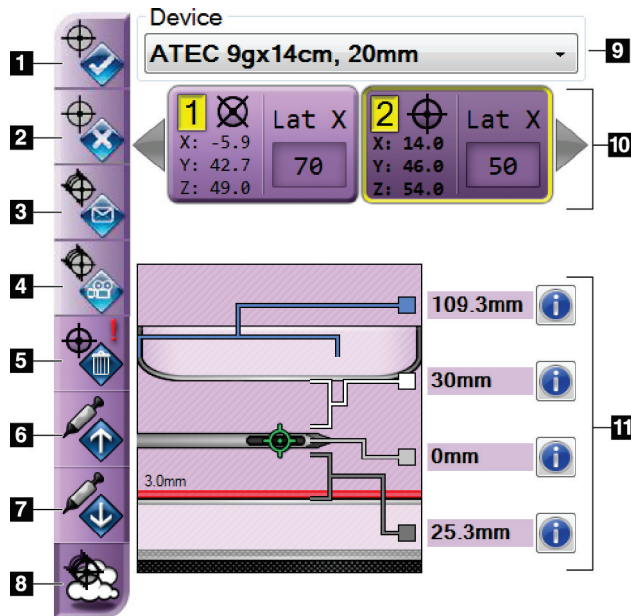 Device
ATEC 9gx14cm, 20mm
9
1
2
3
4
5
6
7
8
1 Lat X
X: -5.9
Y: 42.7
Z: 49.0
70
2 Lat X
X: 14.0
Y: 46.0
Z: 54.0
50
10
!
109.3mm
30mm
0mm
3.0mm
25.3mm
11